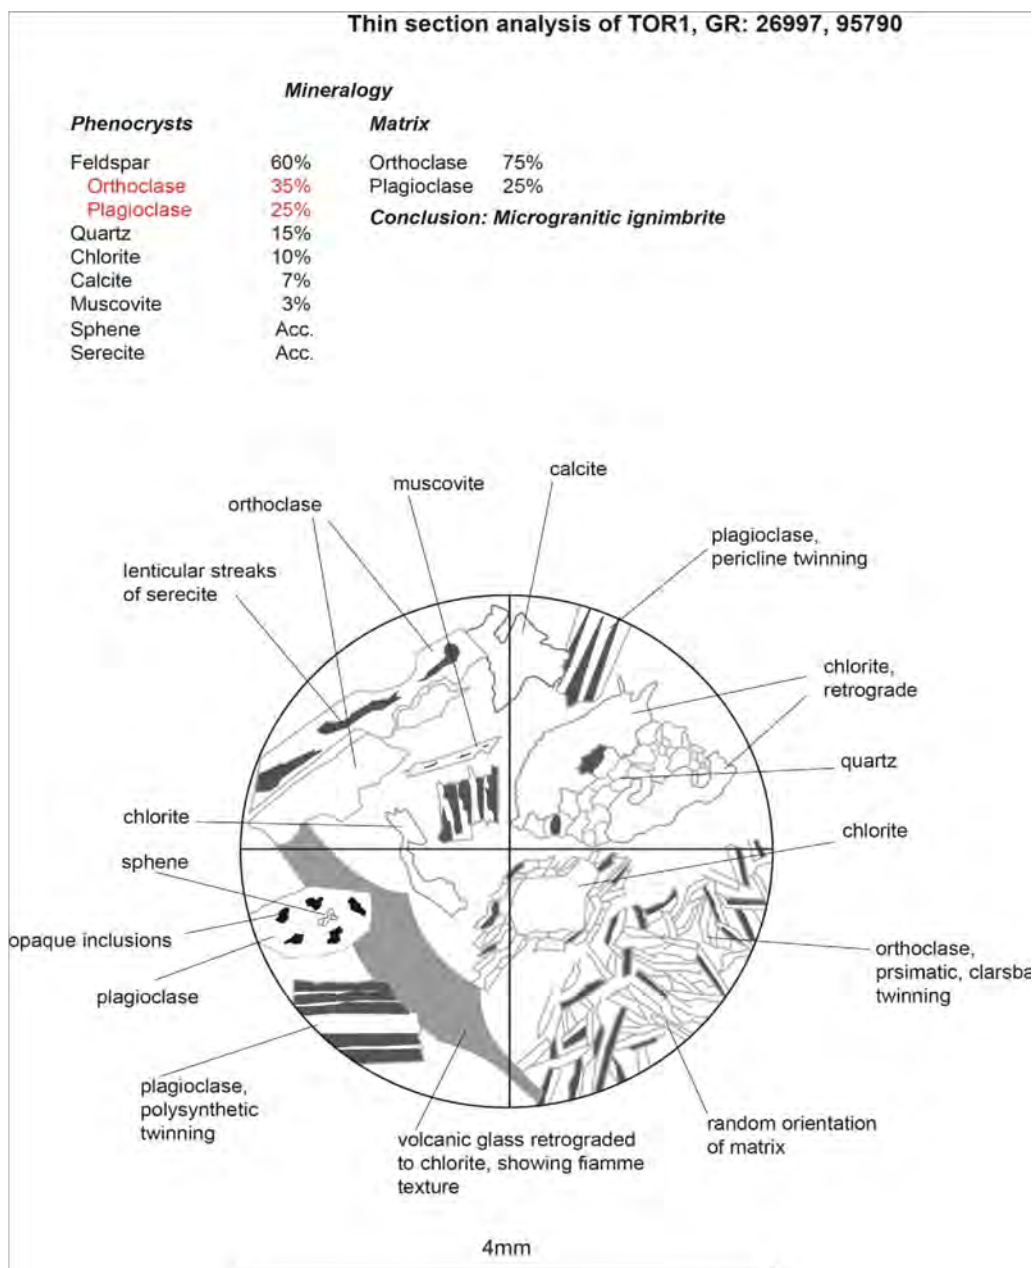 Thin section analysis of TOR1, GR: 26997, 95790
Mineralogy
Phenocrysts Matrix
Feldspar 60% Orthoclase 75%
Orthoclase 35% Plagioclase 25%
Plagioclase 25% Conclusion: Microgranitic ignimbrite
Quartz 15%
Chlorite 10%
Calcite 7%
Muscovite 3%
Sphene Acc.
Serecite Acc.
calcite
muscovite
orthoclase
plagioclase,
pericline twinning
lenticular streaks
of serecite
chlorite,
retrograde
quartz
chlorite
chlorite
sphene
opaque inclusions
orthoclase,
prsimatic, clarsba
twinning
plagioclase
plagioclase,
polysynthetic
twinning
volcanic glass retrograded
to chlorite, showing fiamme
texture
random orientation
of matrix
4mm